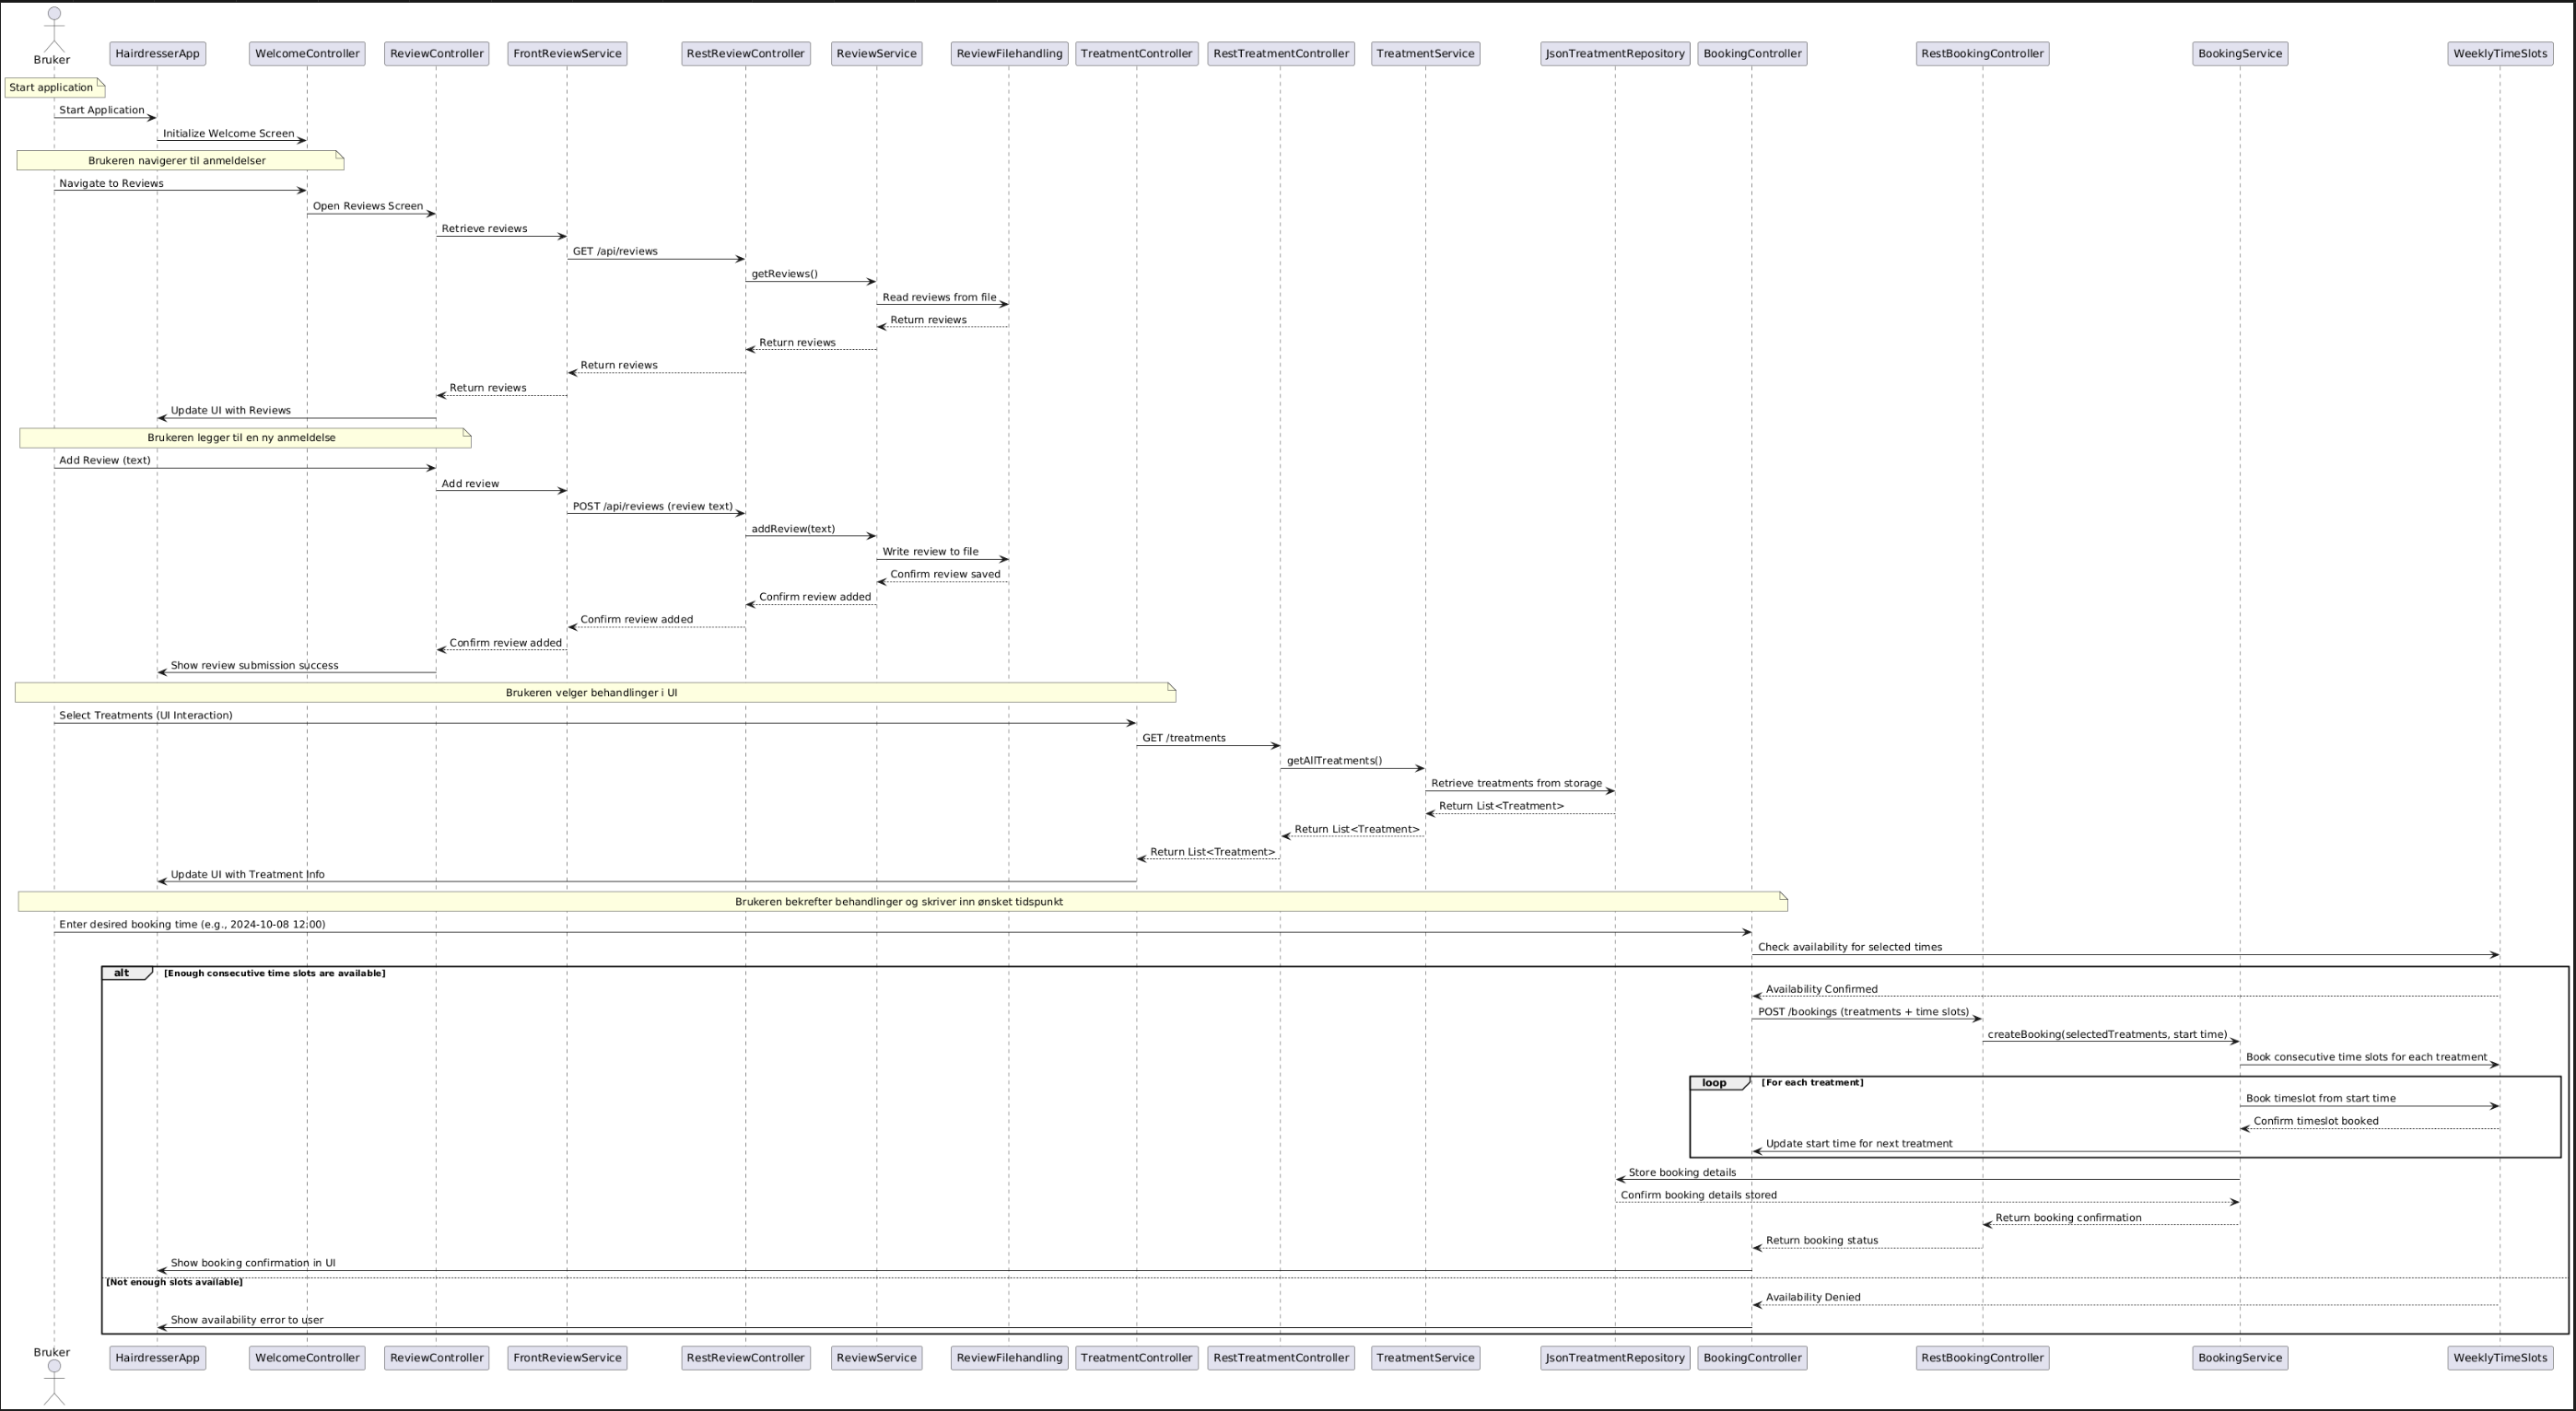 Bruker
HairdresserApp
WelcomeController
ReviewController
FrontReviewService
RestReviewController
ReviewService
ReviewFilehandling
TreatmentController
RestTreatmentController
TreatmentService
JsonTreatmentRepository
BookingController
RestBookingController
BookingService
WeeklyTimeSlots
Start application
Start Application
Initialize Welcome Screen
Brukeren navigerer til anmeldelser
Navigate to Reviews
Open Reviews Screen
Retrieve reviews
GET /api/reviews
getReviews()
Read reviews from file
Return reviews
Return reviews
Return reviews
Return reviews
Update UI with Reviews
Brukeren legger til en ny anmeldelse
Add Review (text)
Add review
POST /api/reviews (review text)
addReview(text)
Write review to file
Confirm review saved
Confirm review added
Confirm review added
Confirm review added
Show review submission success
Brukeren velger behandlinger i UI
Select Treatments (UI Interaction)
GET /treatments
getAllTreatments()
Retrieve treatments from storage
Return List<Treatment>
Return List<Treatment>
Return List<Treatment>
Update UI with Treatment Info
Brukeren bekrefter behandlinger og skriver inn ønsket tidspunkt
Enter desired booking time (e.g., 2024-10-08 12:00)
Check availability for selected times
alt [Enough consecutive time slots are available]
Availability Confirmed
POST /bookings (treatments + time slots)
createBooking(selectedTreatments, start time)
Book consecutive time slots for each treatment
loop [For each treatment]
Book timeslot from start time
Confirm timeslot booked
Update start time for next treatment
Store booking details
Confirm booking details stored
Return booking confirmation
Return booking status
Show booking confirmation in UI
[Not enough slots available]
Availability Denied
Show availability error to user
Bruker
HairdresserApp
WelcomeController
ReviewController
FrontReviewService
RestReviewController
ReviewService
ReviewFilehandling
TreatmentController
RestTreatmentController
TreatmentService
JsonTreatmentRepository
BookingController
RestBookingController
BookingService
WeeklyTimeSlots